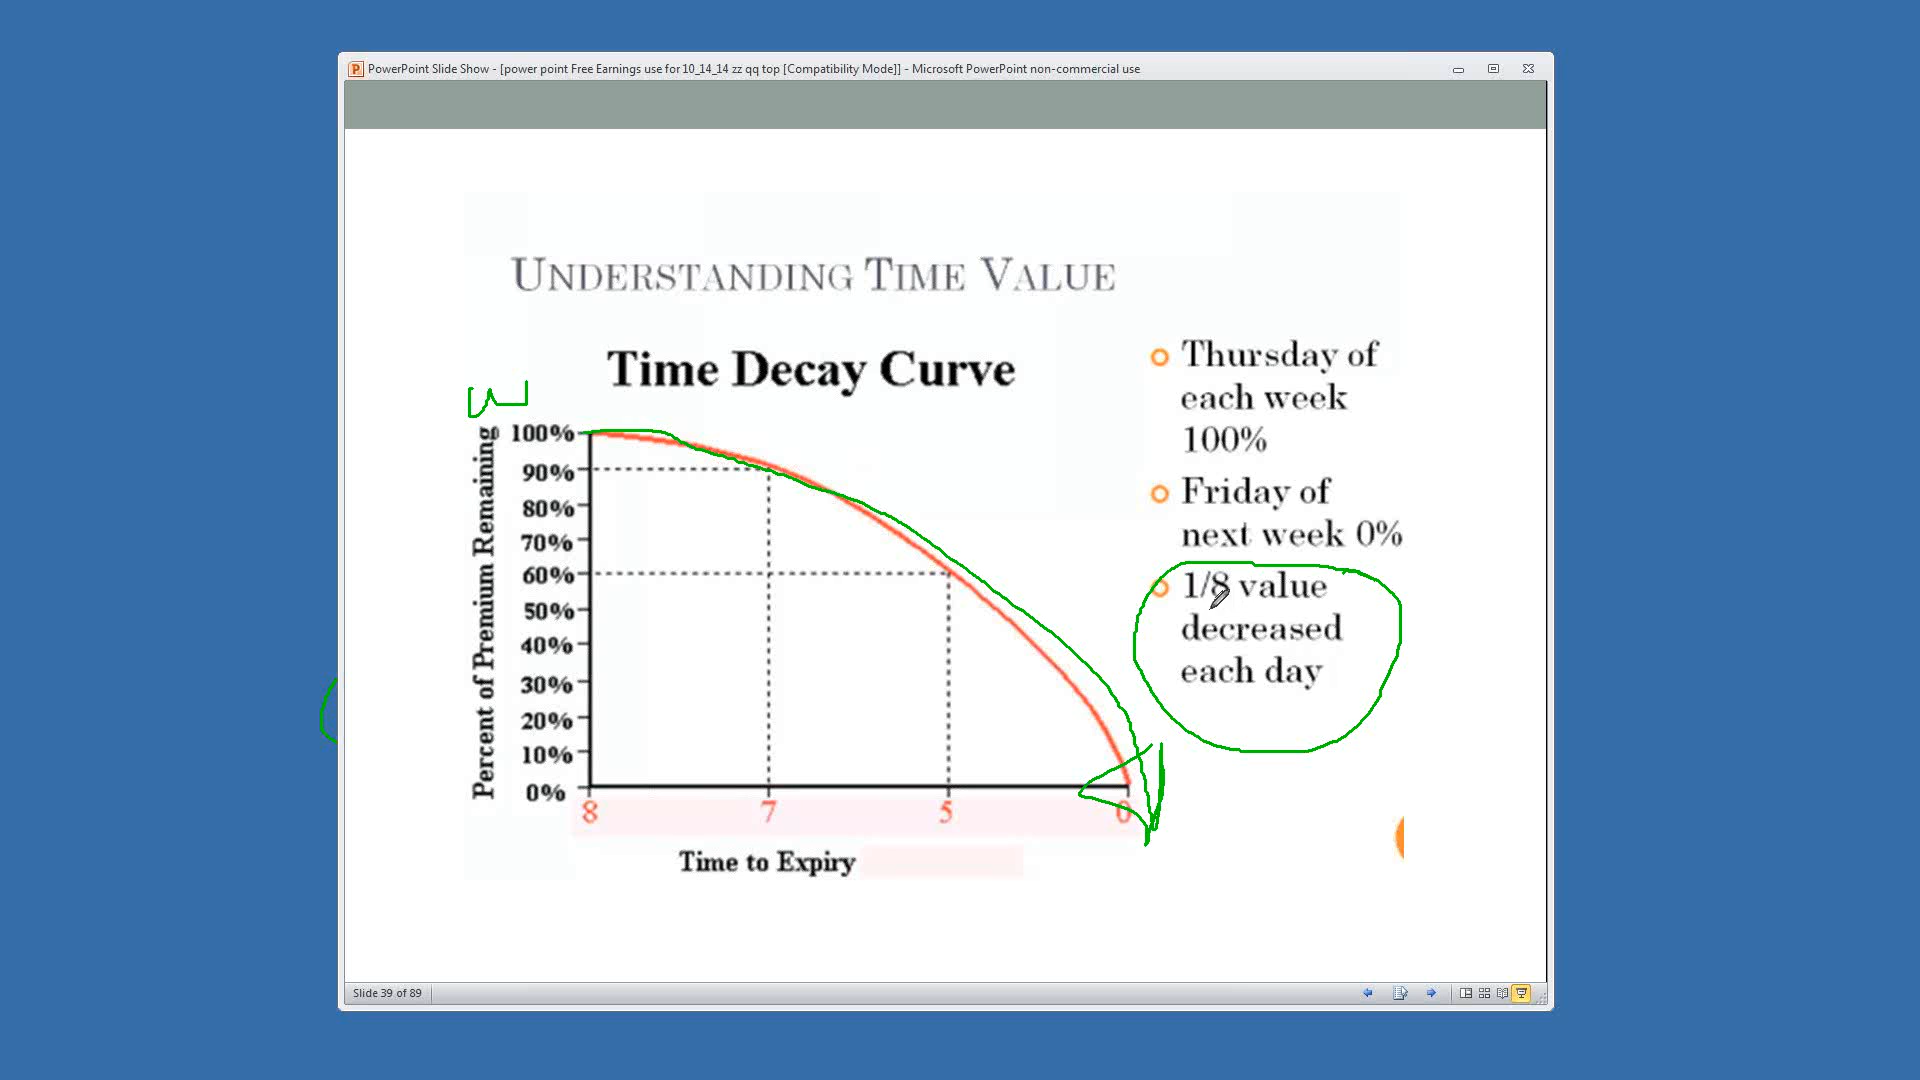 PowerPoint Slide Show - [power point Free Earnings use for 10_14_14 zz qq top [Compatibility Mode]] - Microsoft PowerPoint non-commercial use
UNDERSTANDING TIME VALUE
Time Decay Curve
Percent of Premium Remaining
100%
90%
80%
70%
60%
50%
40%
30%
20%
10%
0%
8 7 5 0
Time to Expiry
Thursday of
each week
100%
Friday of
next week 0%
1/8 value
decreased
each day
Slide 39 of 89